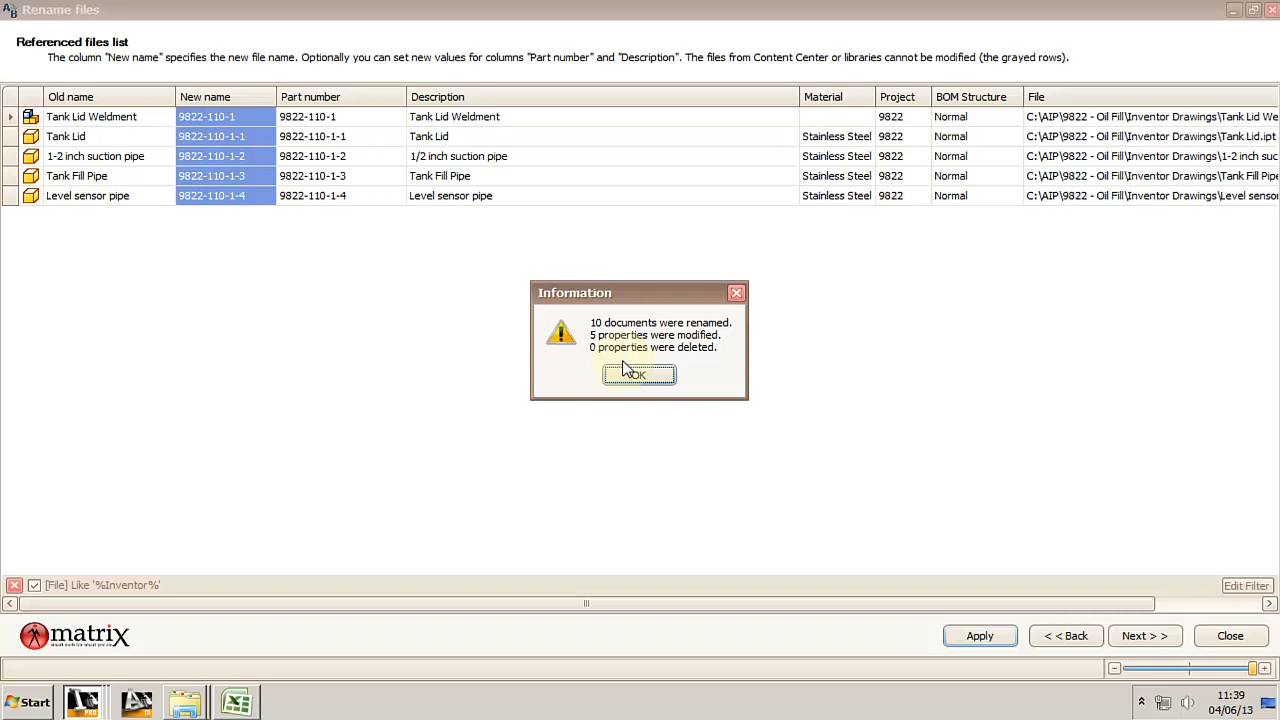 Rename files
Referenced files list
The column "New name" specifies the new file name. Optionally you can set new values for columns "Part number" and "Description". The files from Content Center or libraries cannot be modified (the grayed rows).
Old name New name Part number Description Material Project BOM Structure File
Tank Lid Weldment 9822-110-1 9822-110-1 Tank Lid Weldment 9822 Normal C:\AIP\9822 - Oil Fill\Inventor Drawings\Tank Lid We
Tank Lid 9822-110-1-1 9822-110-1-1 Tank Lid Stainless Steel 9822 Normal C:\AIP\9822 - Oil Fill\Inventor Drawings\Tank Lid.ipt
1-2 inch suction pipe 9822-110-1-2 9822-110-1-2 1/2 inch suction pipe Stainless Steel 9822 Normal C:\AIP\9822 - Oil Fill\Inventor Drawings\1-2 inch suc
Tank Fill Pipe 9822-110-1-3 9822-110-1-3 Tank Fill Pipe Stainless Steel 9822 Normal C:\AIP\9822 - Oil Fill\Inventor Drawings\Tank Fill Pipe
Level sensor pipe 9822-110-1-4 9822-110-1-4 Level sensor pipe Stainless Steel 9822 Normal C:\AIP\9822 - Oil Fill\Inventor Drawings\Level senso
Information
10 documents were renamed.
5 properties were modified.
0 properties were deleted.
OK
[File] Like '%Inventor%' Edit Filter
matrix
smart tools for smart people
Apply < < Back Next > > Close
Start
11:39
04/06/13